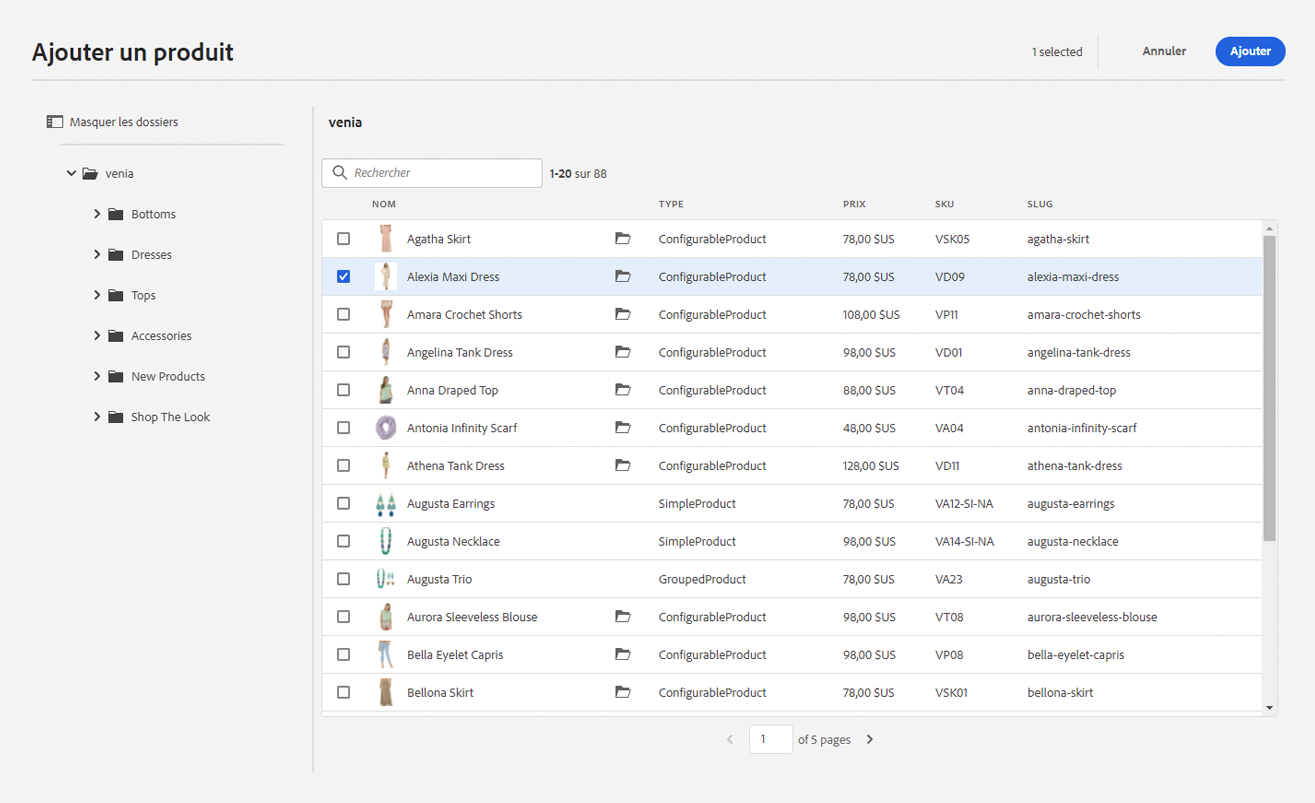 Ajouter un produit
1 selected
Annuler
Ajouter
Masquer les dossiers
venia
Bottoms
Dresses
Tops
Accessories
New Products
Shop The Look
venia
Rechercher
1-20 sur 88
NOM TYPE PRIX SKU SLUG
Agatha Skirt ConfigurableProduct 78,00 $US VSK05 agatha-skirt
Alexia Maxi Dress ConfigurableProduct 78,00 $US VD09 alexia-maxi-dress
Amara Crochet Shorts ConfigurableProduct 108,00 $US VP11 amara-crochet-shorts
Angelina Tank Dress ConfigurableProduct 98,00 $US VD01 angelina-tank-dress
Anna Draped Top ConfigurableProduct 88,00 $US VT04 anna-draped-top
Antonia Infinity Scarf ConfigurableProduct 48,00 $US VA04 antonia-infinity-scarf
Athena Tank Dress ConfigurableProduct 128,00 $US VD11 athena-tank-dress
Augusta Earrings SimpleProduct 78,00 $US VA12-SI-NA augusta-earrings
Augusta Necklace SimpleProduct 98,00 $US VA14-SI-NA augusta-necklace
Augusta Trio GroupedProduct 78,00 $US VA23 augusta-trio
Aurora Sleeveless Blouse ConfigurableProduct 98,00 $US VT08 aurora-sleeveless-blouse
Bella Eyelet Capris ConfigurableProduct 98,00 $US VP08 bella-eyelet-capris
Bellona Skirt ConfigurableProduct 78,00 $US VSK01 bellona-skirt
1 of 5 pages